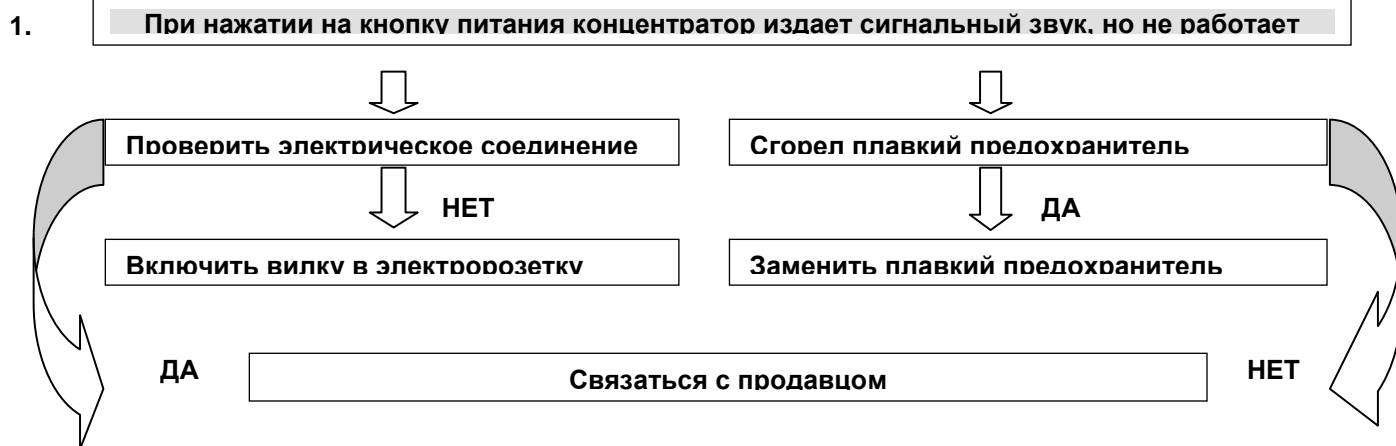 1. При нажатии на кнопку питания концентратор издает сигнальный звук, но не работает
Проверить электрическое соединение
Сгорел плавкий предохранитель
НЕТ
ДА
Включить вилку в электророзетку
Заменить плавкий предохранитель
ДА
Связаться с продавцом
НЕТ